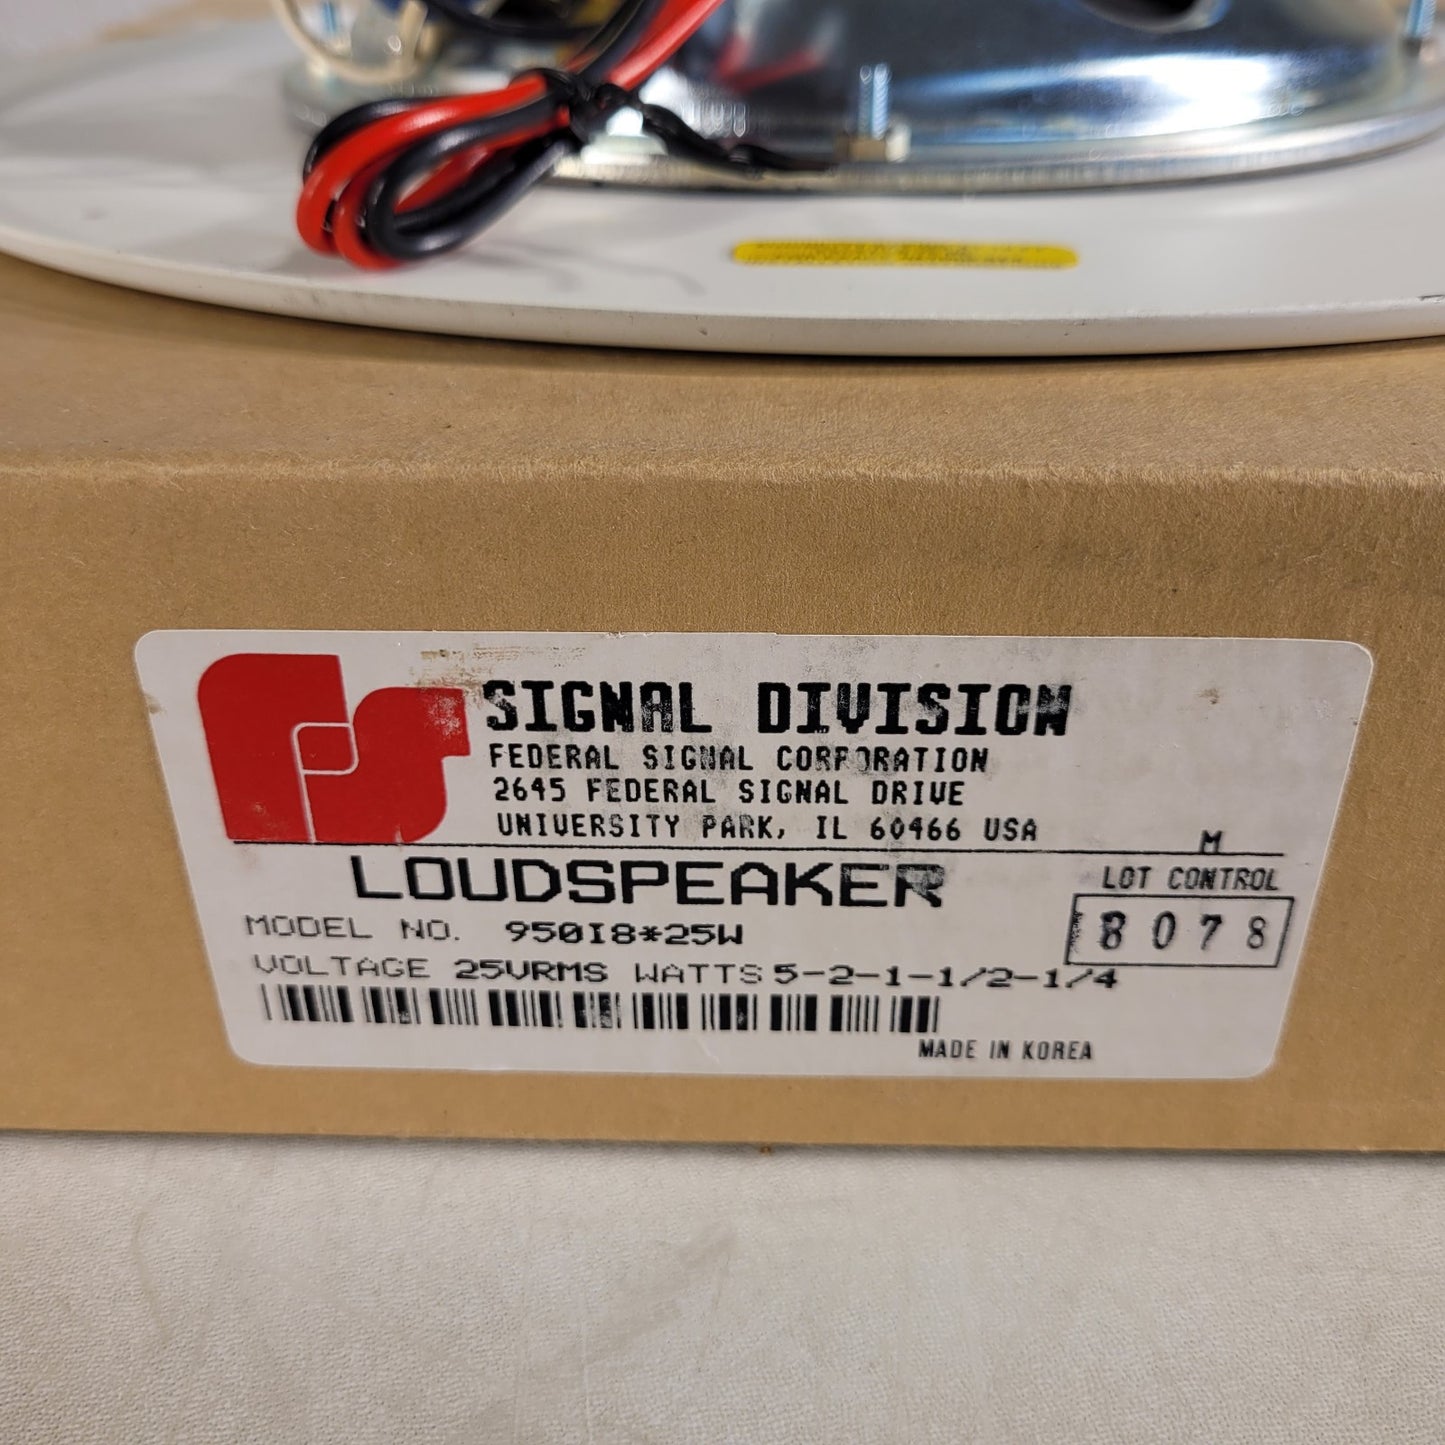 SIGNAL DIVISION
FEDERAL SIGNAL CORPORATION
2645 FEDERAL SIGNAL DRIVE
UNIVERSITY PARK, IL 60466 USA
M
LOUDSPEAKER
LOT CONTROL
MODEL NO. 950I8*25W
8078
VOLTAGE 25VRMS WATTS 5-2-1-1/2-1/4
MADE IN KOREA